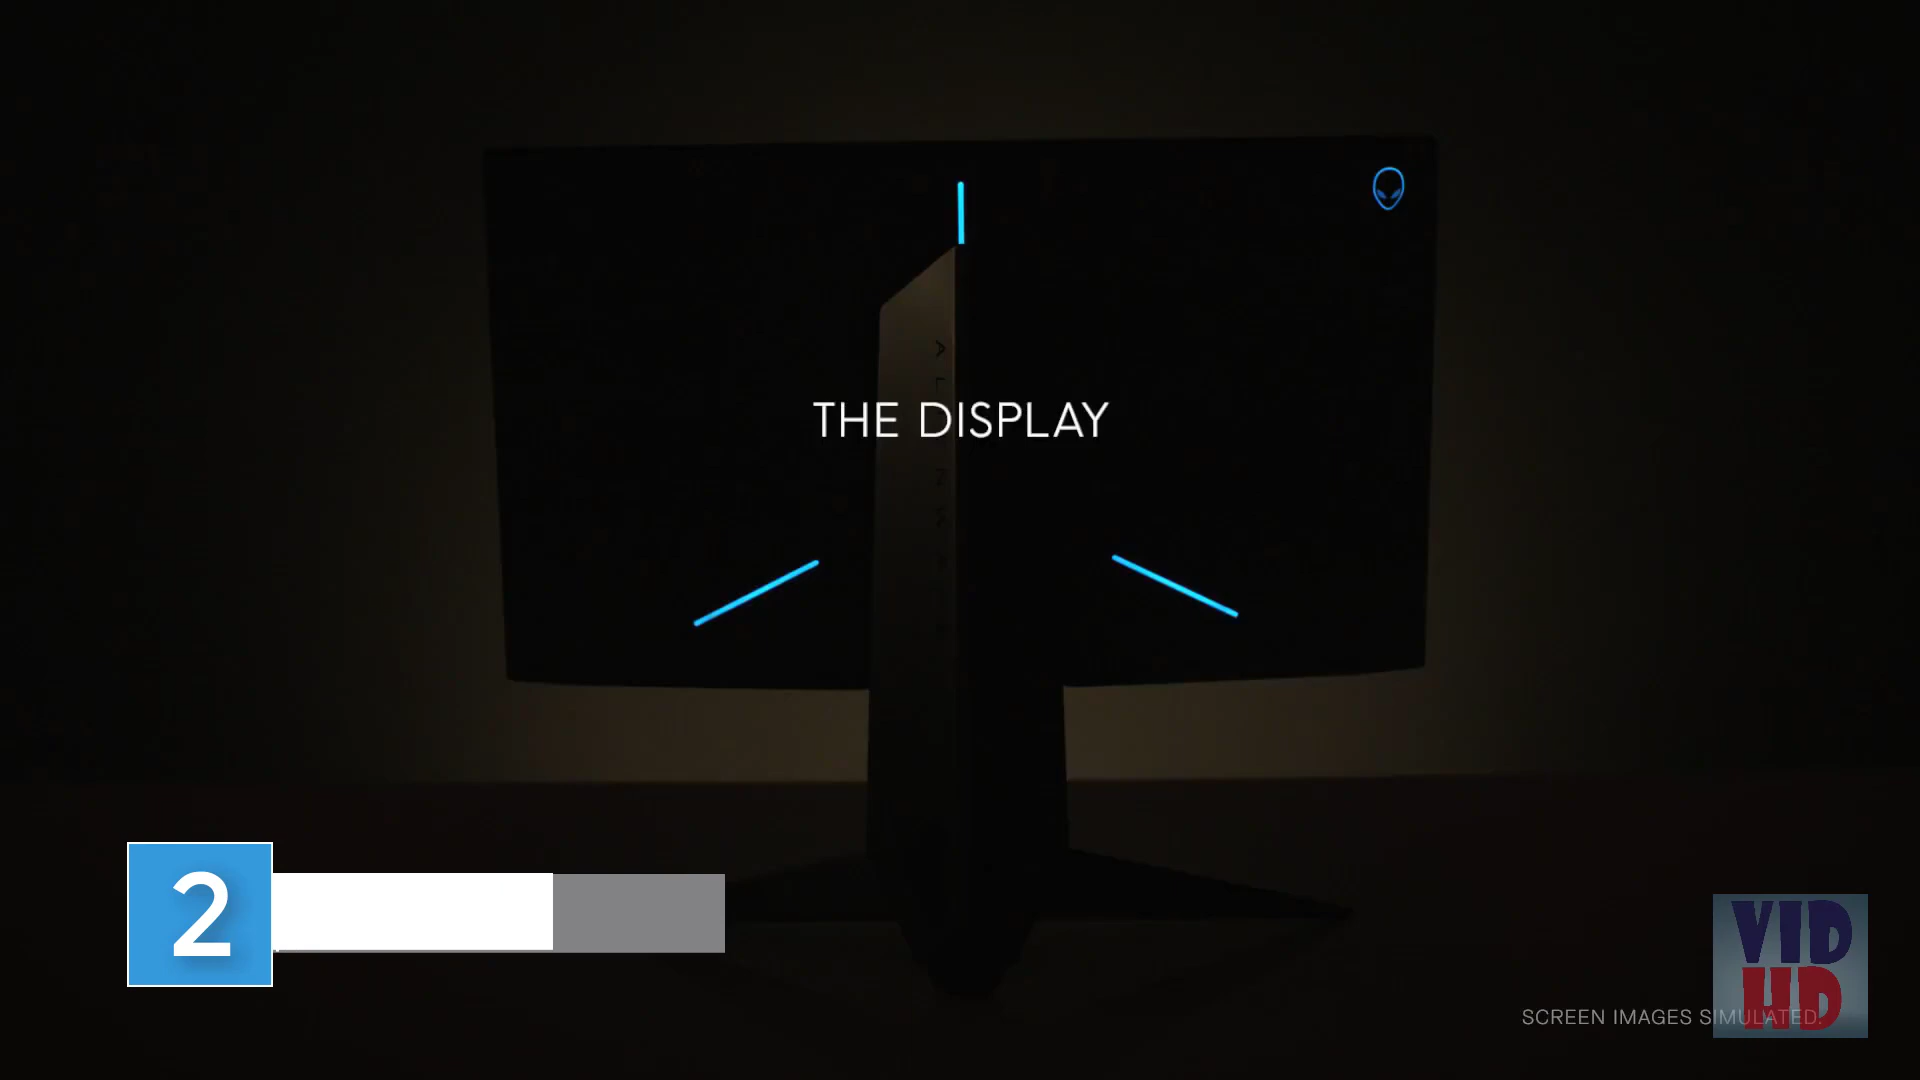 THE DISPLAY
2
SCREEN IMAGES SIMULATED.
VID
HD